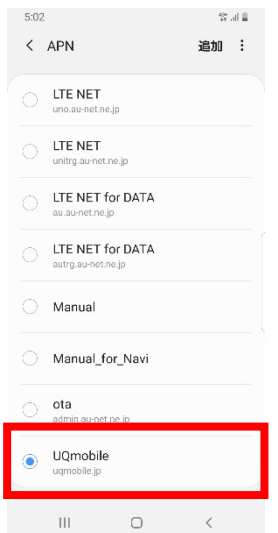 5:02
APN
追加
LTE NET
uno.au-net.ne.jp
LTE NET
unitrg.au-net.ne.jp
LTE NET for DATA
au.au-net.ne.jp
LTE NET for DATA
autrg.au-net.ne.jp
Manual
Manual_for_Navi
ota
admin.au-net.ne.jp
UQmobile
uqmobile.jp